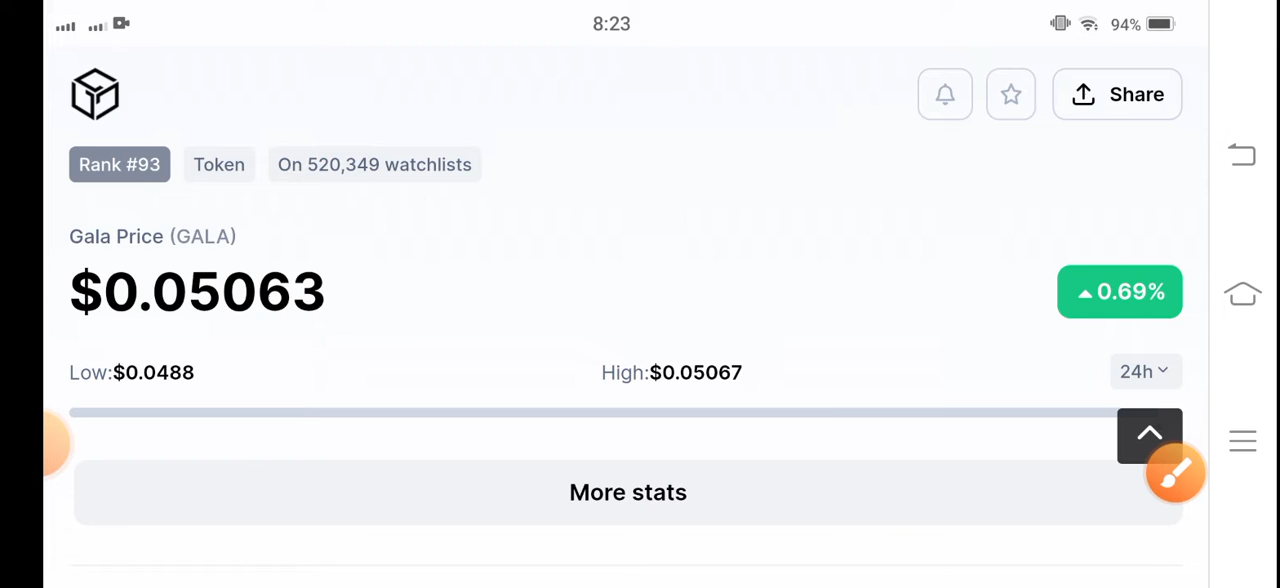 8:23
94%
Share
Rank #93 Token On 520,349 watchlists
Gala Price (GALA)
$0.05063
0.69%
Low:$0.0488 High:$0.05067 24h
More stats